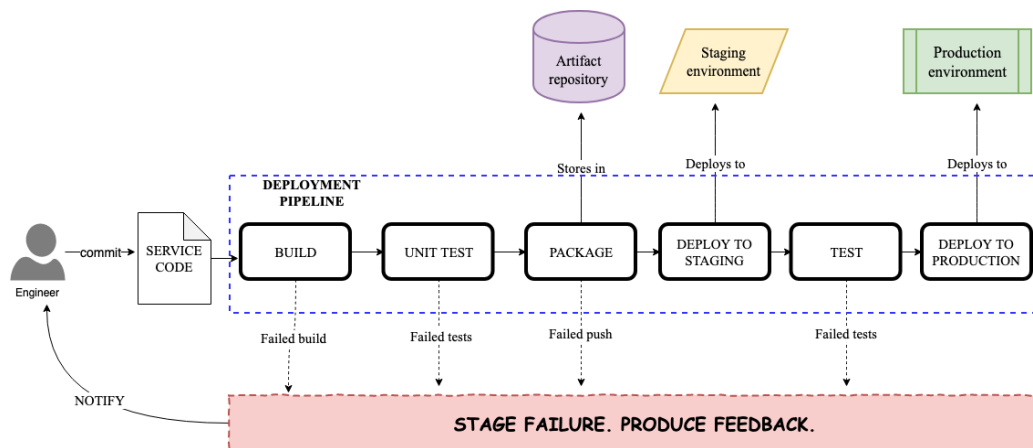 Artifact
repository
Staging
environment
Production
environment
Stores in
Deploys to
Deploys to
DEPLOYMENT
PIPELINE
Engineer
commit
SERVICE
CODE
BUILD
UNIT TEST
PACKAGE
DEPLOY TO
STAGING
TEST
DEPLOY TO
PRODUCTION
Failed build
Failed tests
Failed push
Failed tests
NOTIFY
STAGE FAILURE. PRODUCE FEEDBACK.